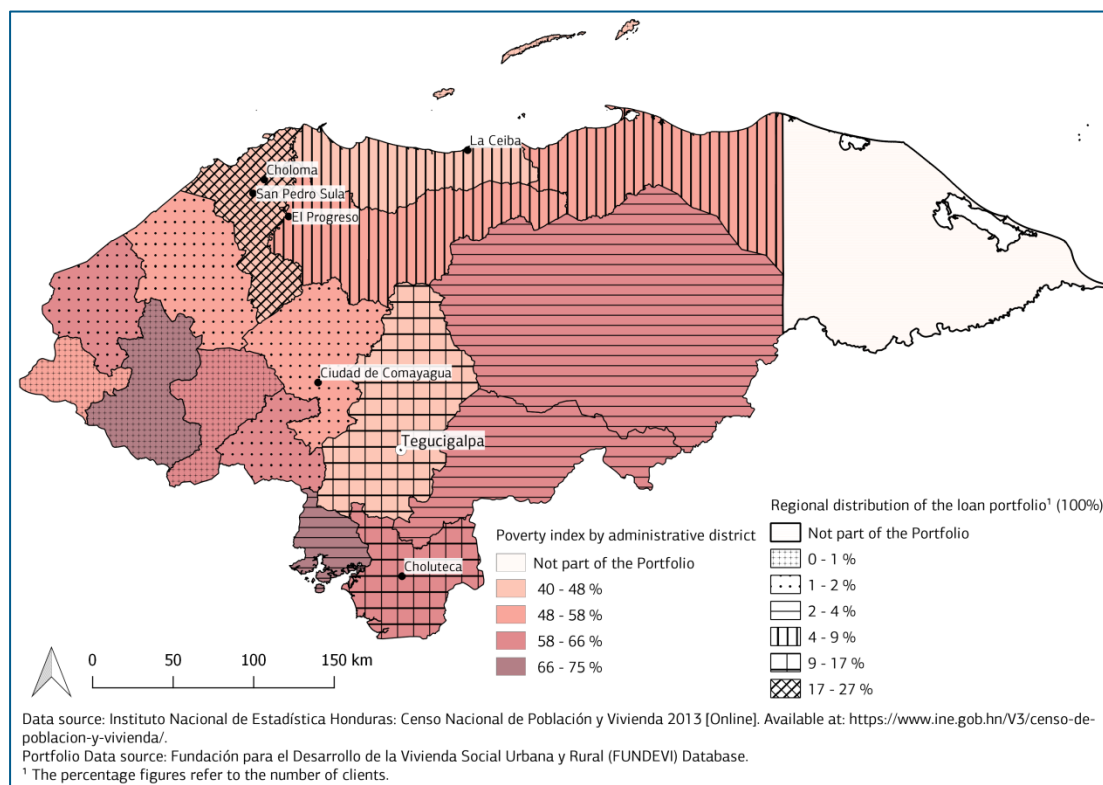 La Ceiba
Choloma
San Pedro Sula
El Progreso
Ciudad de Comayagua
Tegucigalpa
Choluteca
Poverty index by administrative district
Not part of the Portfolio
40 - 48 %
48 - 58 %
58 - 66 %
66 - 75 %
Regional distribution of the loan portfolio¹ (100%)
Not part of the Portfolio
0 - 1 %
1 - 2 %
2 - 4 %
4 - 9 %
9 - 17 %
17 - 27 %
0 50 100 150 km
Data source: Instituto Nacional de Estadística Honduras: Censo Nacional de Población y Vivienda 2013 [Online]. Available at: https://www.ine.gob.hn/V3/censo-de-
poblacion-y-vivienda/.
Portfolio Data source: Fundación para el Desarrollo de la Vivienda Social Urbana y Rural (FUNDEVI) Database.
¹ The percentage figures refer to the number of clients.